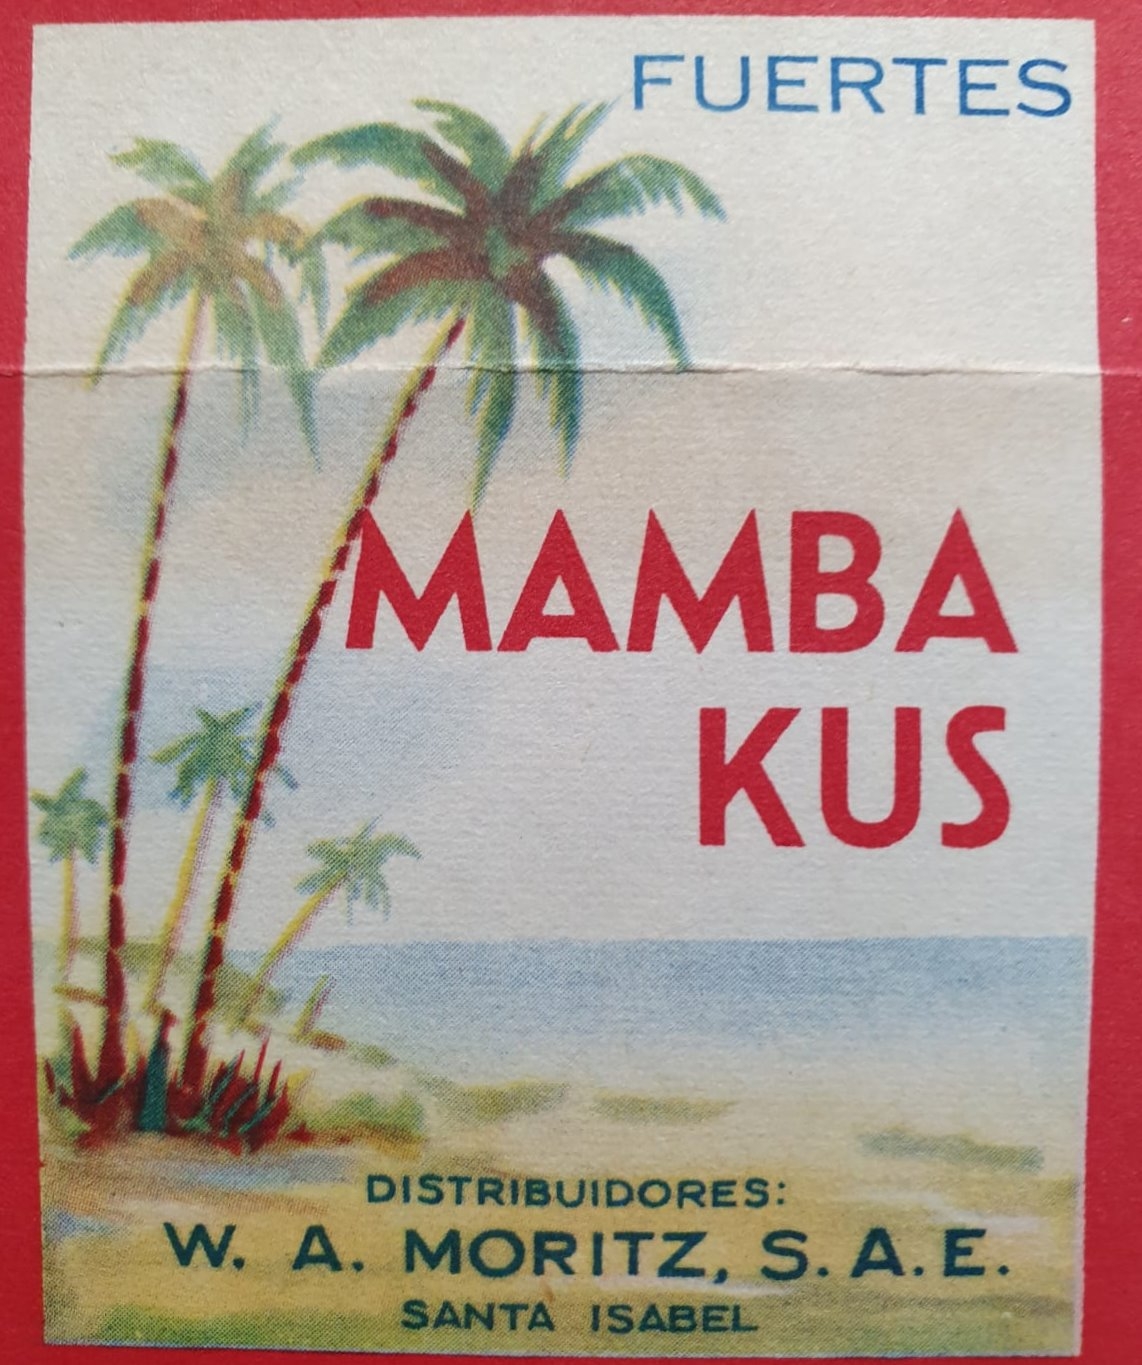 FUERTES
MAMBA
KUS
DISTRIBUIDORES:
W. A. MORITZ, S. A. E.
SANTA ISABEL